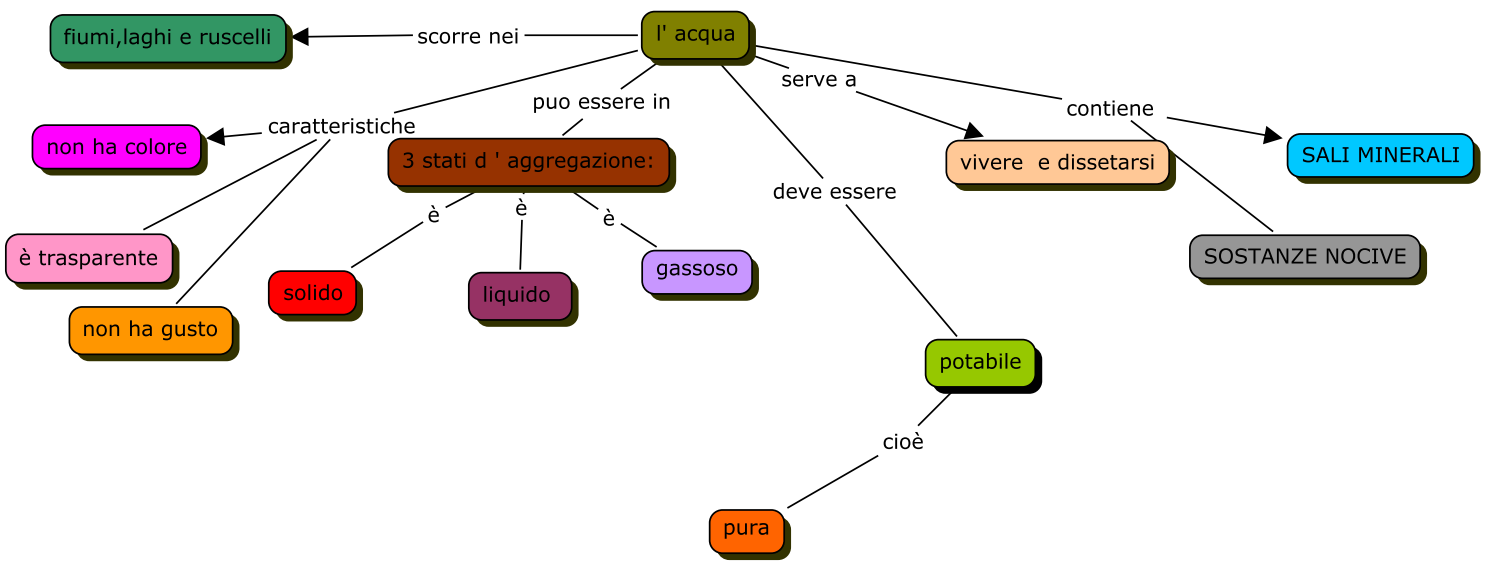 l' acqua
scorre nei
fiumi,laghi e ruscelli
caratteristiche
non ha colore
è trasparente
non ha gusto
puo essere in
3 stati d ' aggregazione:
è
solido
è
liquido
è
gassoso
deve essere
potabile
cioè
pura
serve a
vivere  e dissetarsi
contiene
SALI MINERALI
SOSTANZE NOCIVE